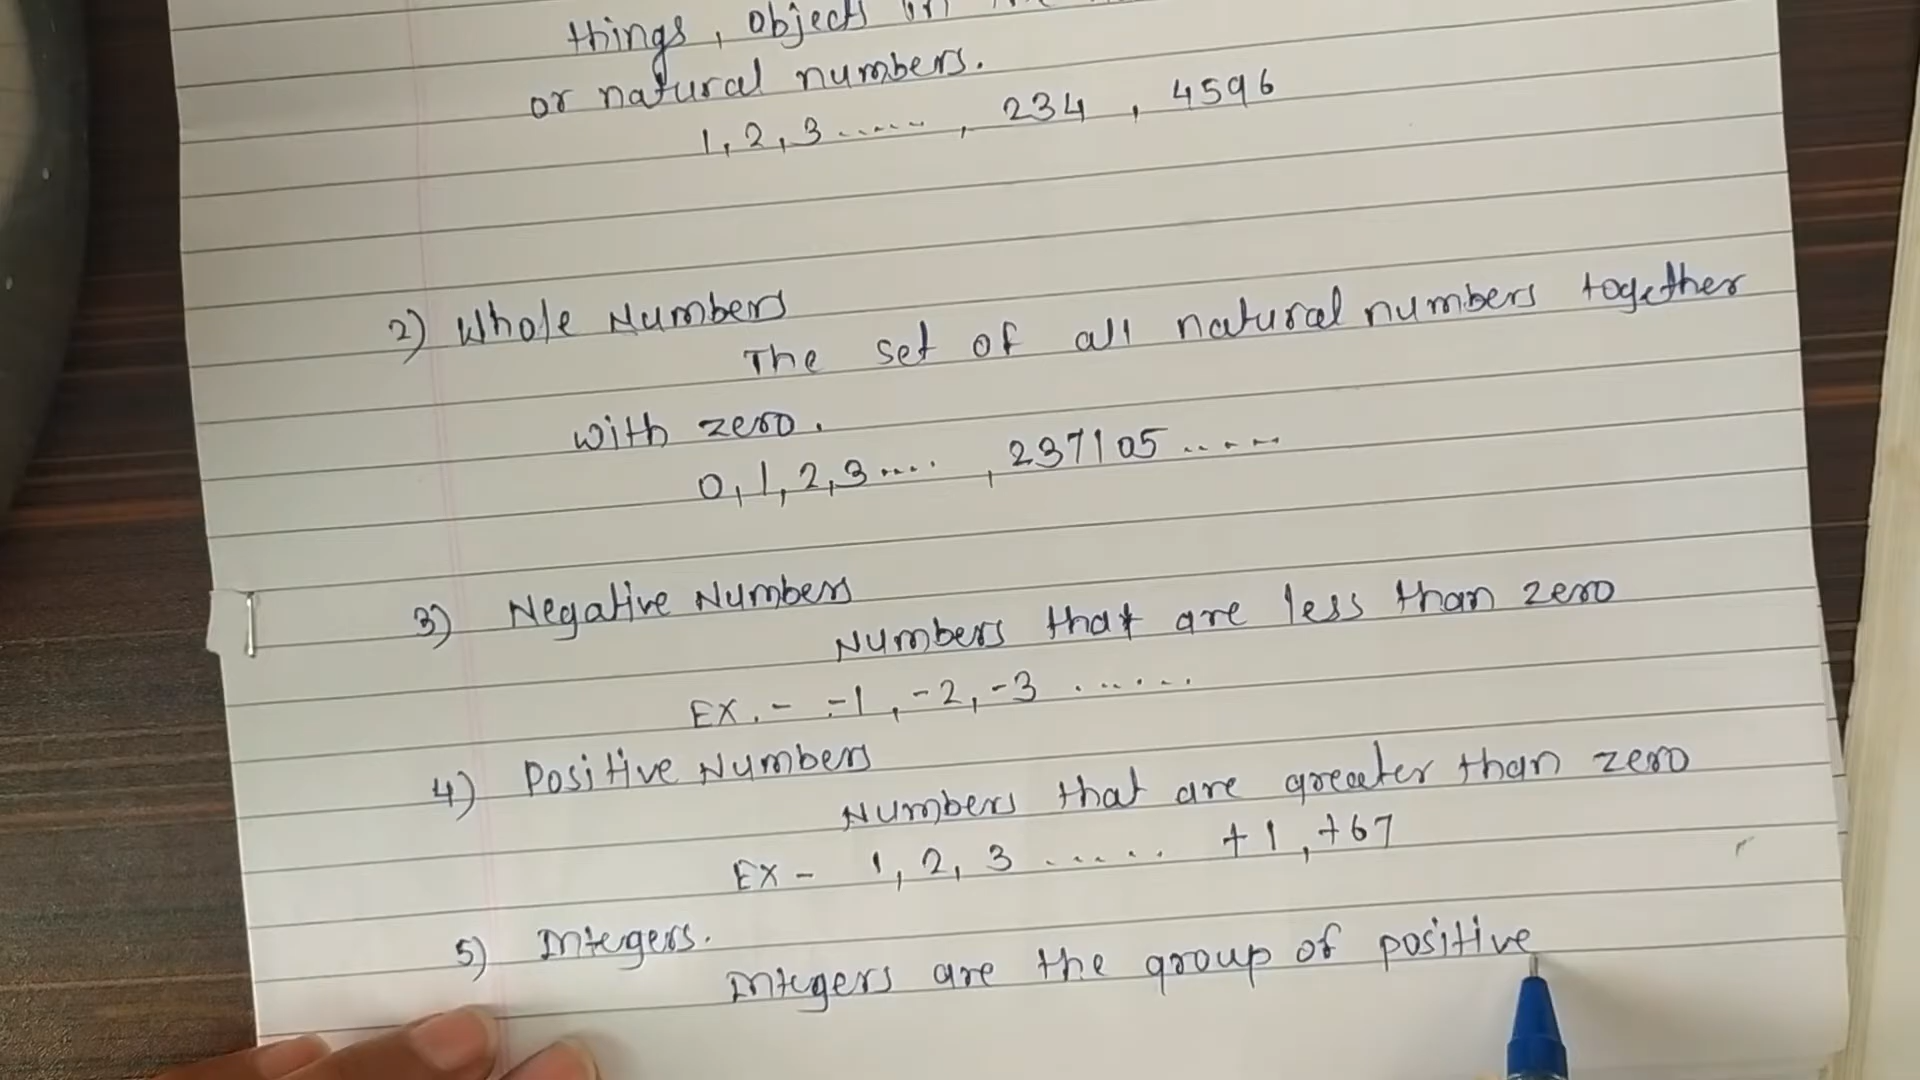 things, objects in
or natural numbers.
1, 2, 3 ......, 234, 4596
2) Whole Numbers
The set of all natural numbers together
with zero.
0, 1, 2, 3 ...., 237105 .....
3) Negative Numbers
Numbers that are less than zero
EX. - -1, -2, -3 .......
4) Positive Numbers
Numbers that are greater than zero
EX - 1, 2, 3 ...... +1, +67
5) Integers.
Integers are the group of positive